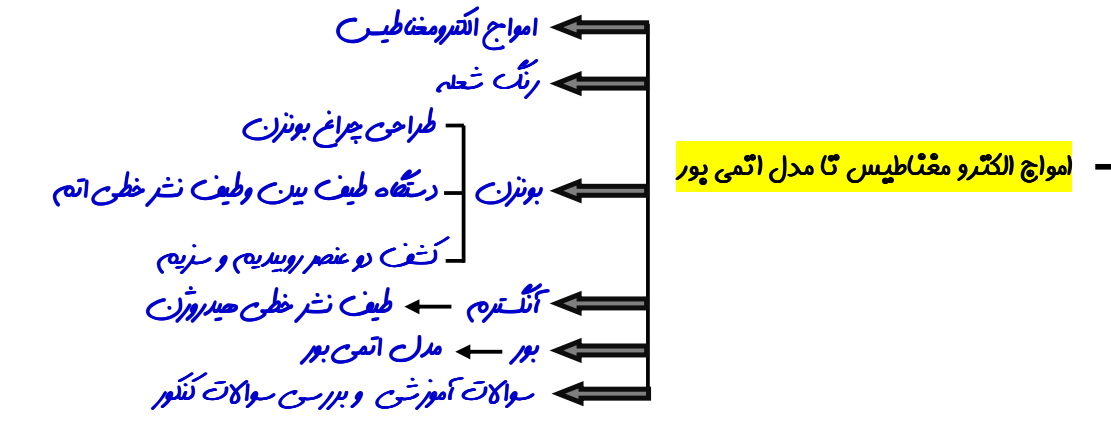 امواج الکترو مغناطیس تا مدل اتمی بور
امواج الکترومغناطیس
رنگ شعله
بونزن
طراحی چراغ بونزن
دستگاه طیف بین وطیف نشر خطی اتم
کشف دو عنصر روبیدیم و سزیم
آنگسترم
طیف نشر خطی هیدروژن
بور
مدل اتمی بور
سوالات آموزشی و بررسی سوالات کنکور